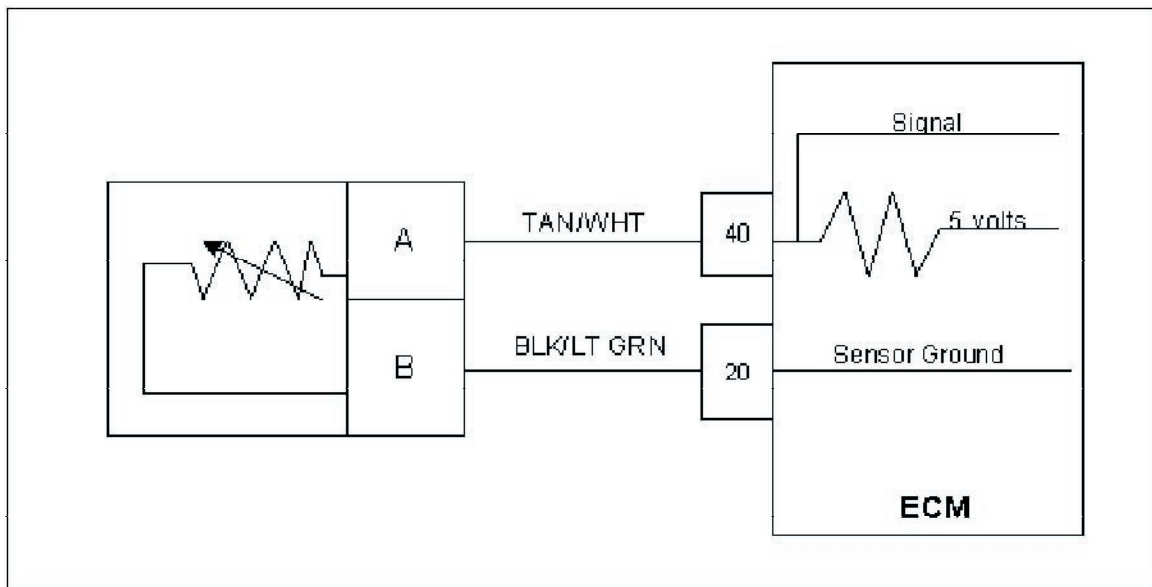 Signal
A
TAN/WHT
40
5 volts
B
BLK/LT GRN
20
Sensor Ground
ECM